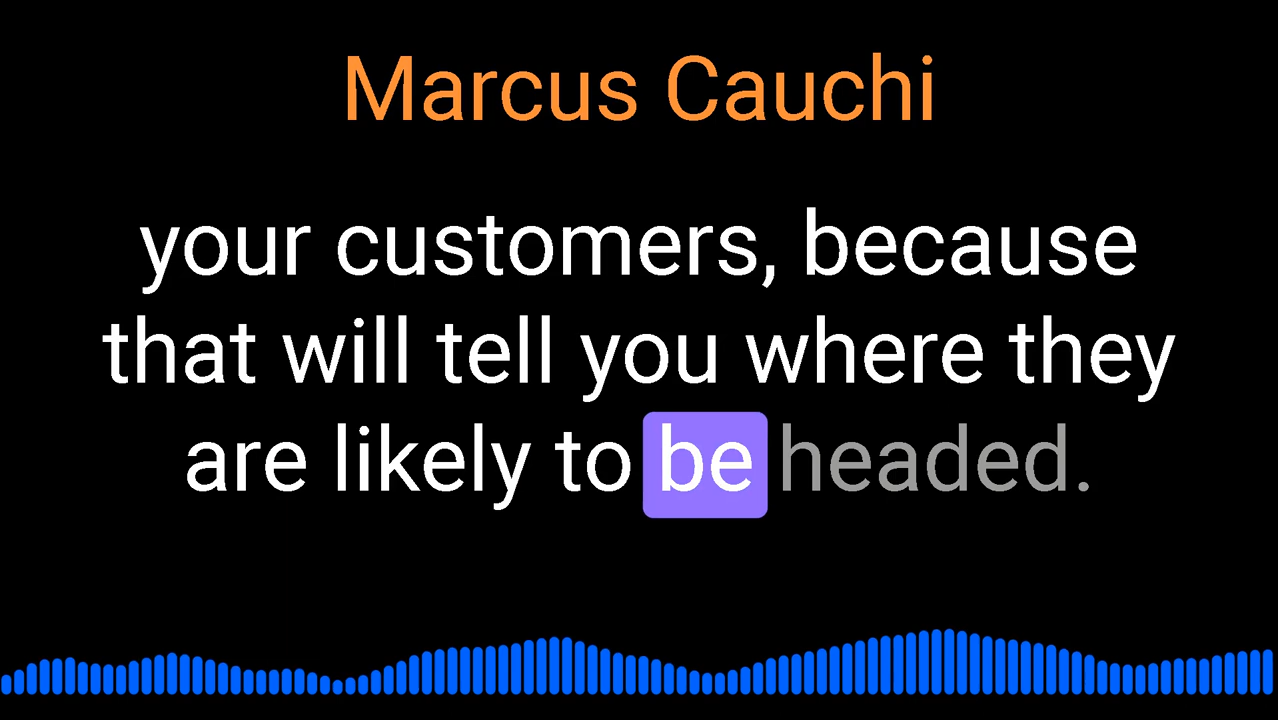 Marcus Cauchi
your customers, because
that will tell you where they
are likely to be headed.